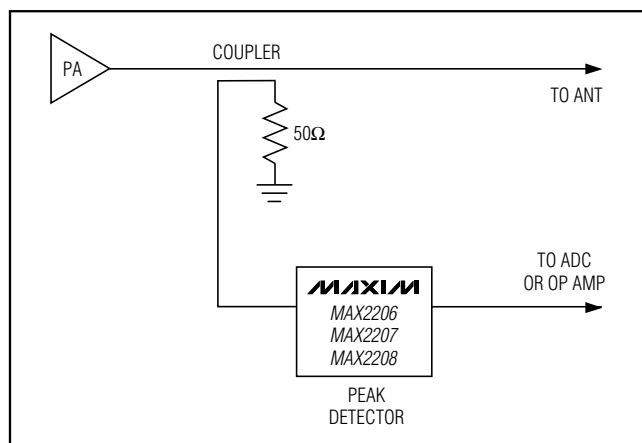 PA
COUPLER
TO ANT
50Ω
TO ADC
OR OP AMP
MAXIM
MAX2206
MAX2207
MAX2208
PEAK
DETECTOR